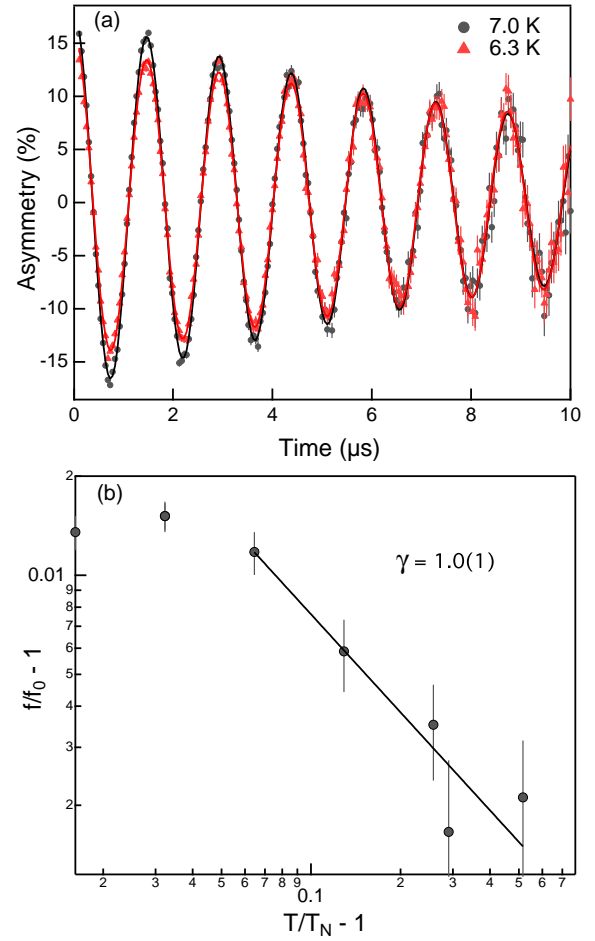 (a)
7.0 K
6.3 K
15
10
5
0
-5
-10
-15
Asymmetry (%)
0 2 4 6 8 10
Time (µs)
(b)
γ = 1.0(1)
2
0.01
9
8
7
6
5
4
3
2
f/f0 - 1
2 3 4 5 6 7 8 9 0.1 2 3 4 5 6 7
T/TN - 1